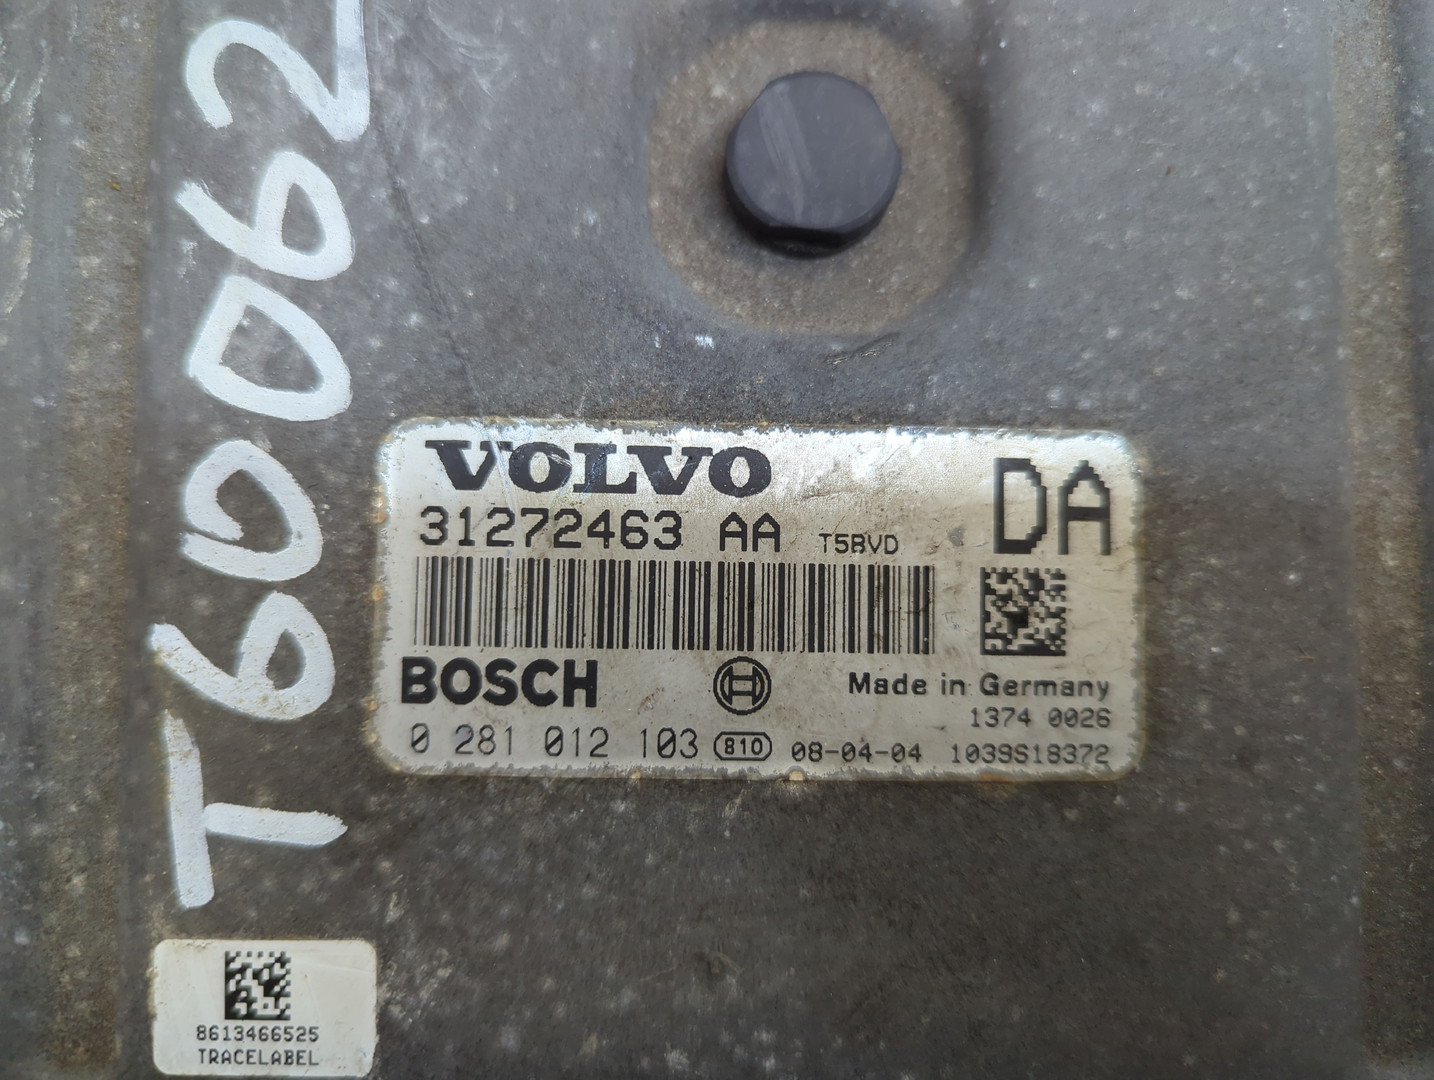 T60062
VOLVO
31272463 AA T5BVD DA
BOSCH
Made in Germany
1374 0026
0 281 012 103 810 08-04-04 1039S18372
8613466525
TRACELABEL